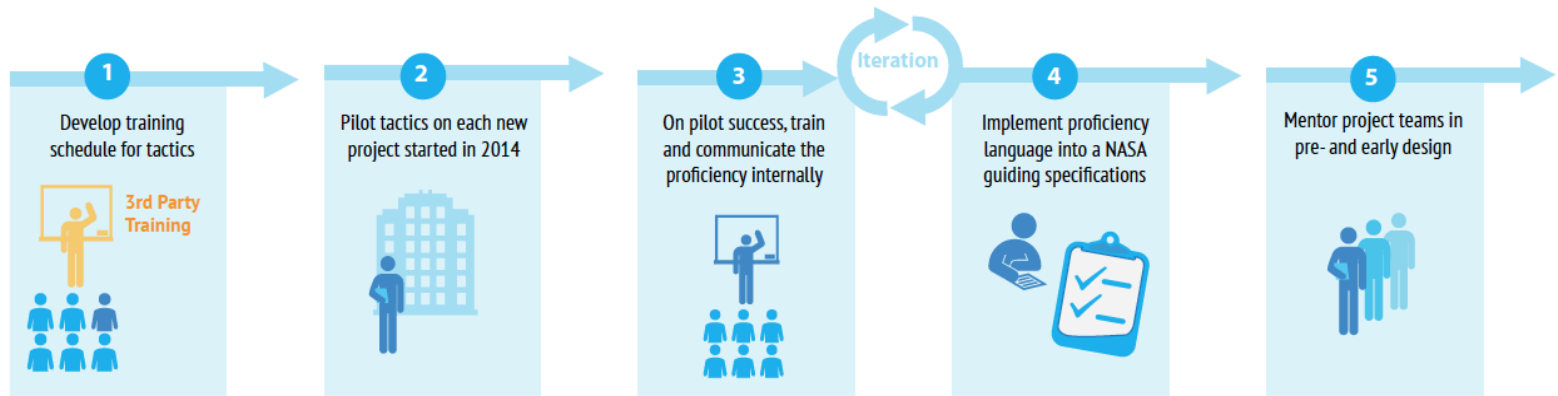 1
Develop training
schedule for tactics
3rd Party
Training
2
Pilot tactics on each new
project started in 2014
3
On pilot success, train
and communicate the
proficiency internally
Iteration
4
Implement proficiency
language into a NASA
guiding specifications
5
Mentor project teams in
pre- and early design